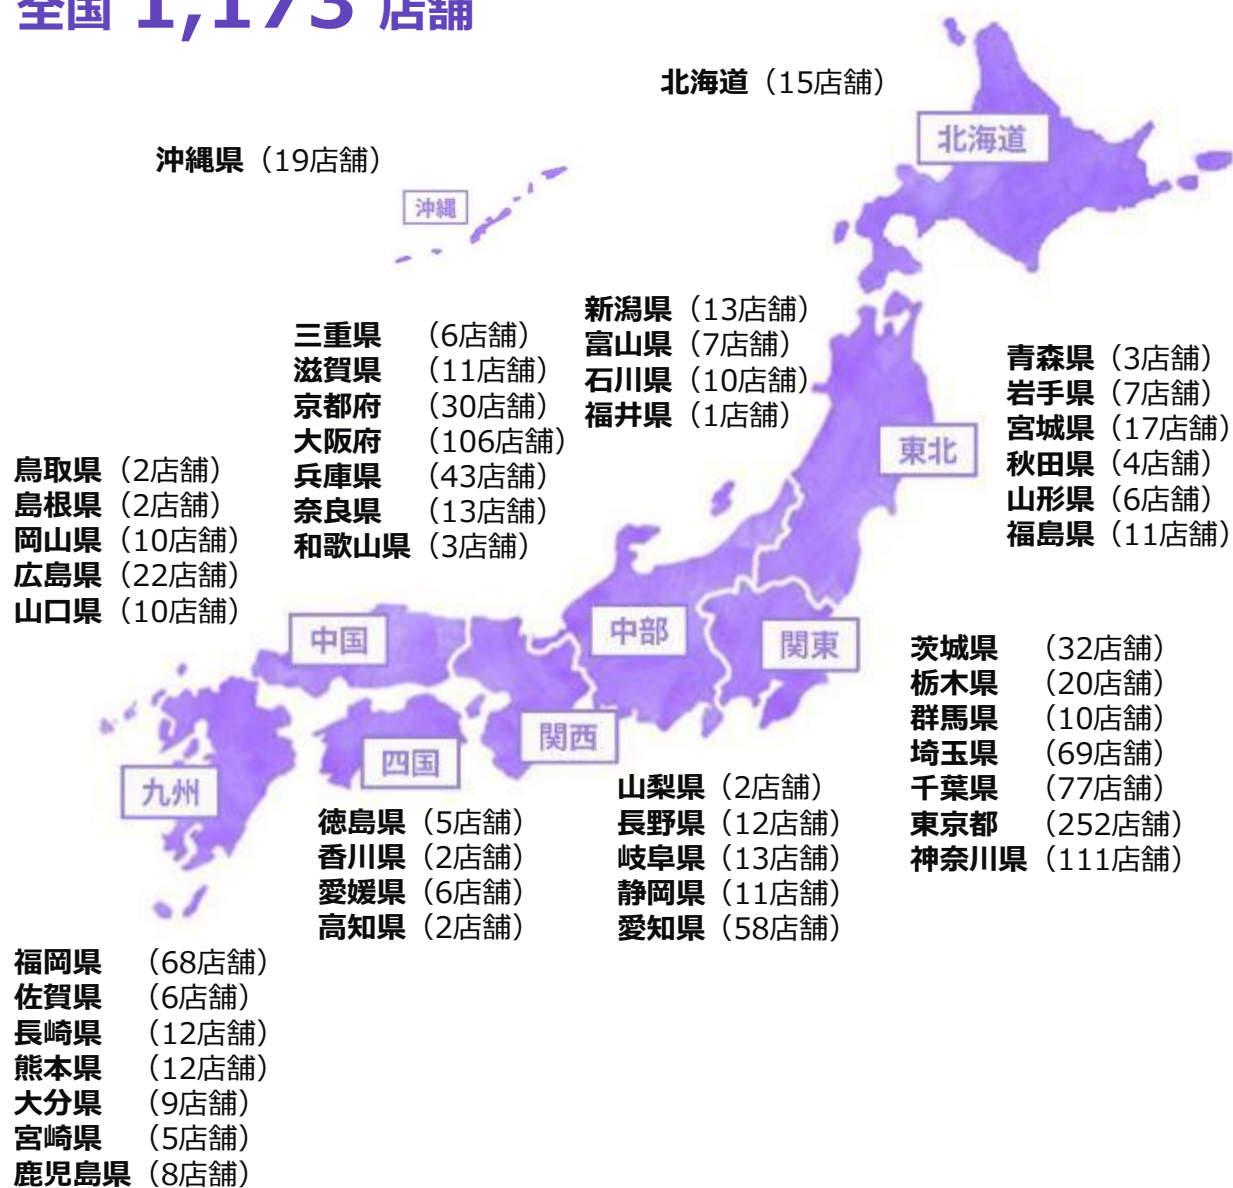 全国 1,173 店舗
北海道（15店舗）
北海道
沖縄県（19店舗）
沖縄
新潟県（13店舗）
富山県（7店舗）
石川県（10店舗）
福井県（1店舗）
三重県（6店舗）
滋賀県（11店舗）
京都府（30店舗）
大阪府（106店舗）
兵庫県（43店舗）
奈良県（13店舗）
和歌山県（3店舗）
青森県（3店舗）
岩手県（7店舗）
宮城県（17店舗）
秋田県（4店舗）
山形県（6店舗）
福島県（11店舗）
東北
鳥取県（2店舗）
島根県（2店舗）
岡山県（10店舗）
広島県（22店舗）
山口県（10店舗）
中国
中部
関東
関西
四国
九州
茨城県（32店舗）
栃木県（20店舗）
群馬県（10店舗）
埼玉県（69店舗）
千葉県（77店舗）
東京都（252店舗）
神奈川県（111店舗）
山梨県（2店舗）
長野県（12店舗）
岐阜県（13店舗）
静岡県（11店舗）
愛知県（58店舗）
徳島県（5店舗）
香川県（2店舗）
愛媛県（6店舗）
高知県（2店舗）
福岡県（68店舗）
佐賀県（6店舗）
長崎県（12店舗）
熊本県（12店舗）
大分県（9店舗）
宮崎県（5店舗）
鹿児島県（8店舗）